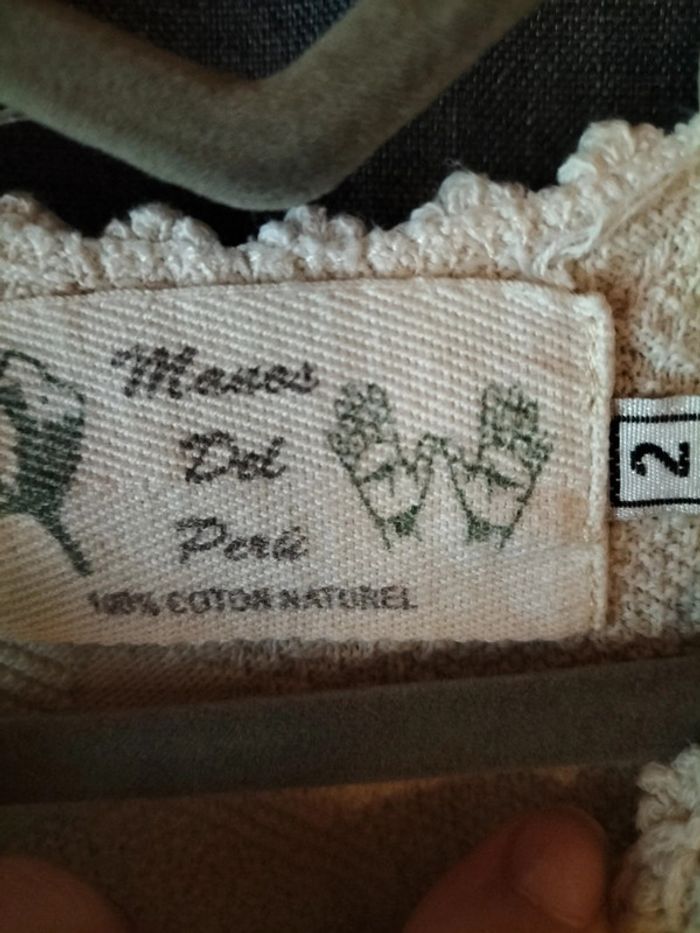 Manos
Del
Perú
100% COTON NATUREL
2